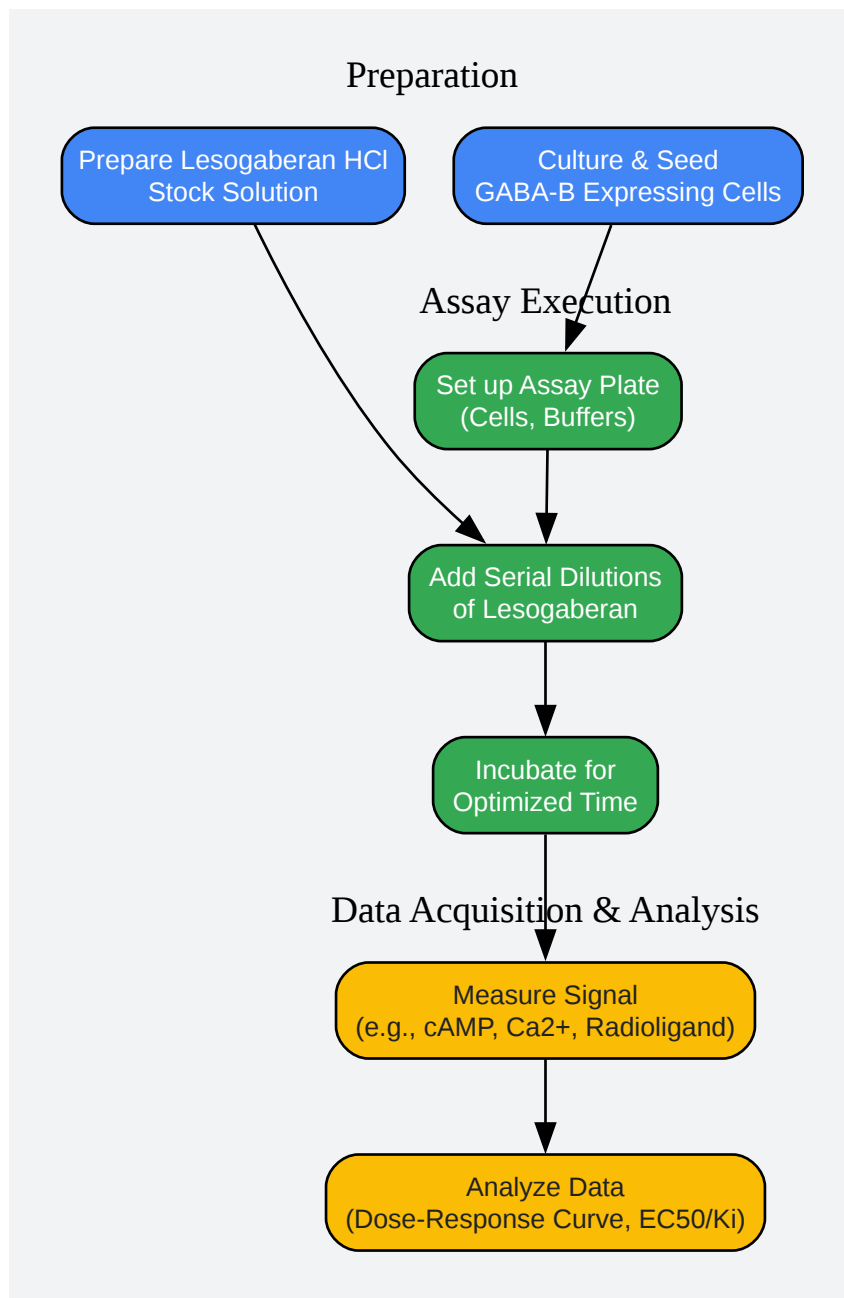 Preparation
Prepare Lesogaberan HCl
Stock Solution
Culture & Seed
GABA-B Expressing Cells
Assay Execution
Set up Assay Plate
(Cells, Buffers)
Add Serial Dilutions
of Lesogaberan
Incubate for
Optimized Time
Data Acquisition & Analysis
Measure Signal
(e.g., cAMP, Ca2+, Radioligand)
Analyze Data
(Dose-Response Curve, EC50/Ki)